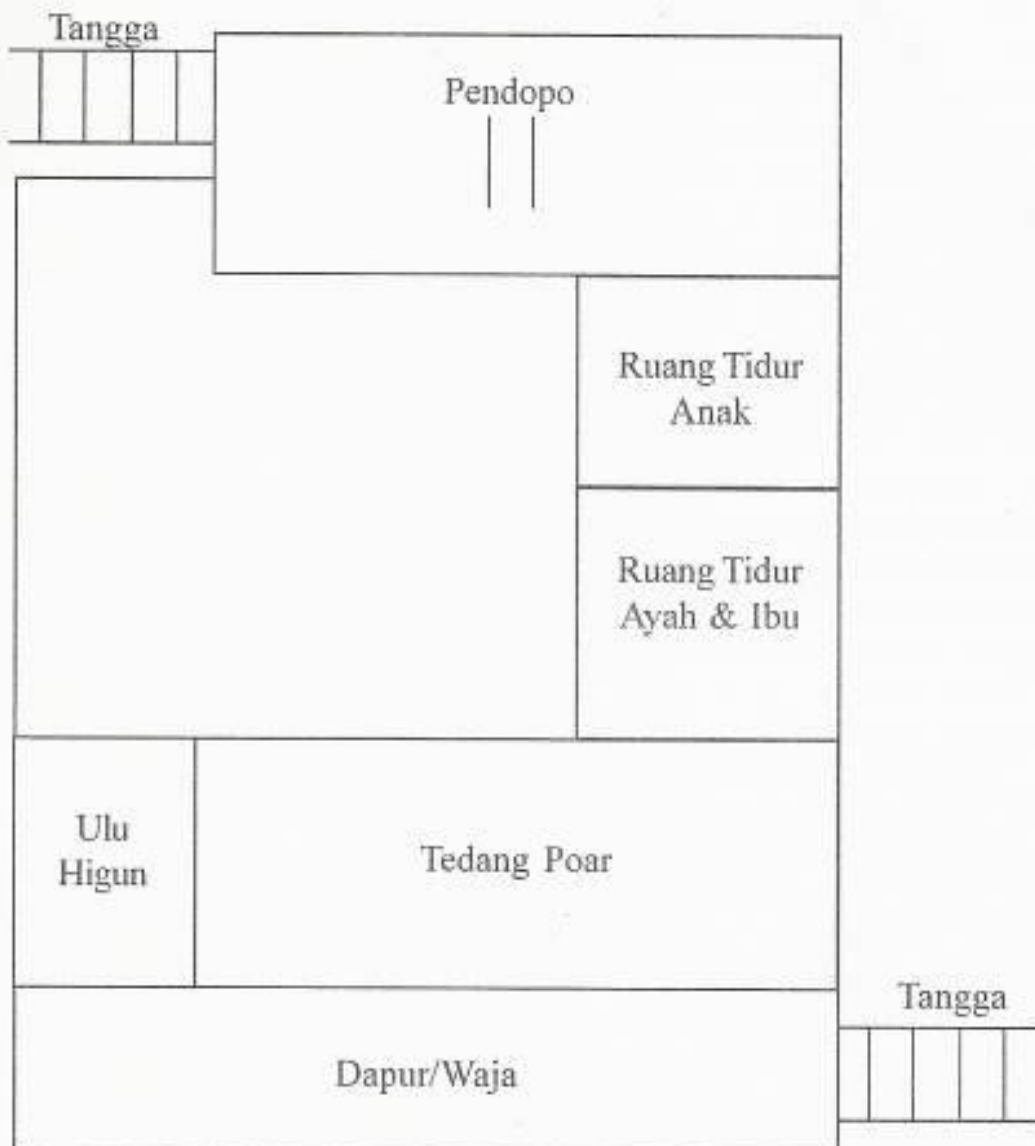 Tangga
Pendopo
Ruang Tidur
Anak
Ruang Tidur
Ayah & Ibu
Ulu
Higun
Tedang Poar
Tangga
Dapur/Waja